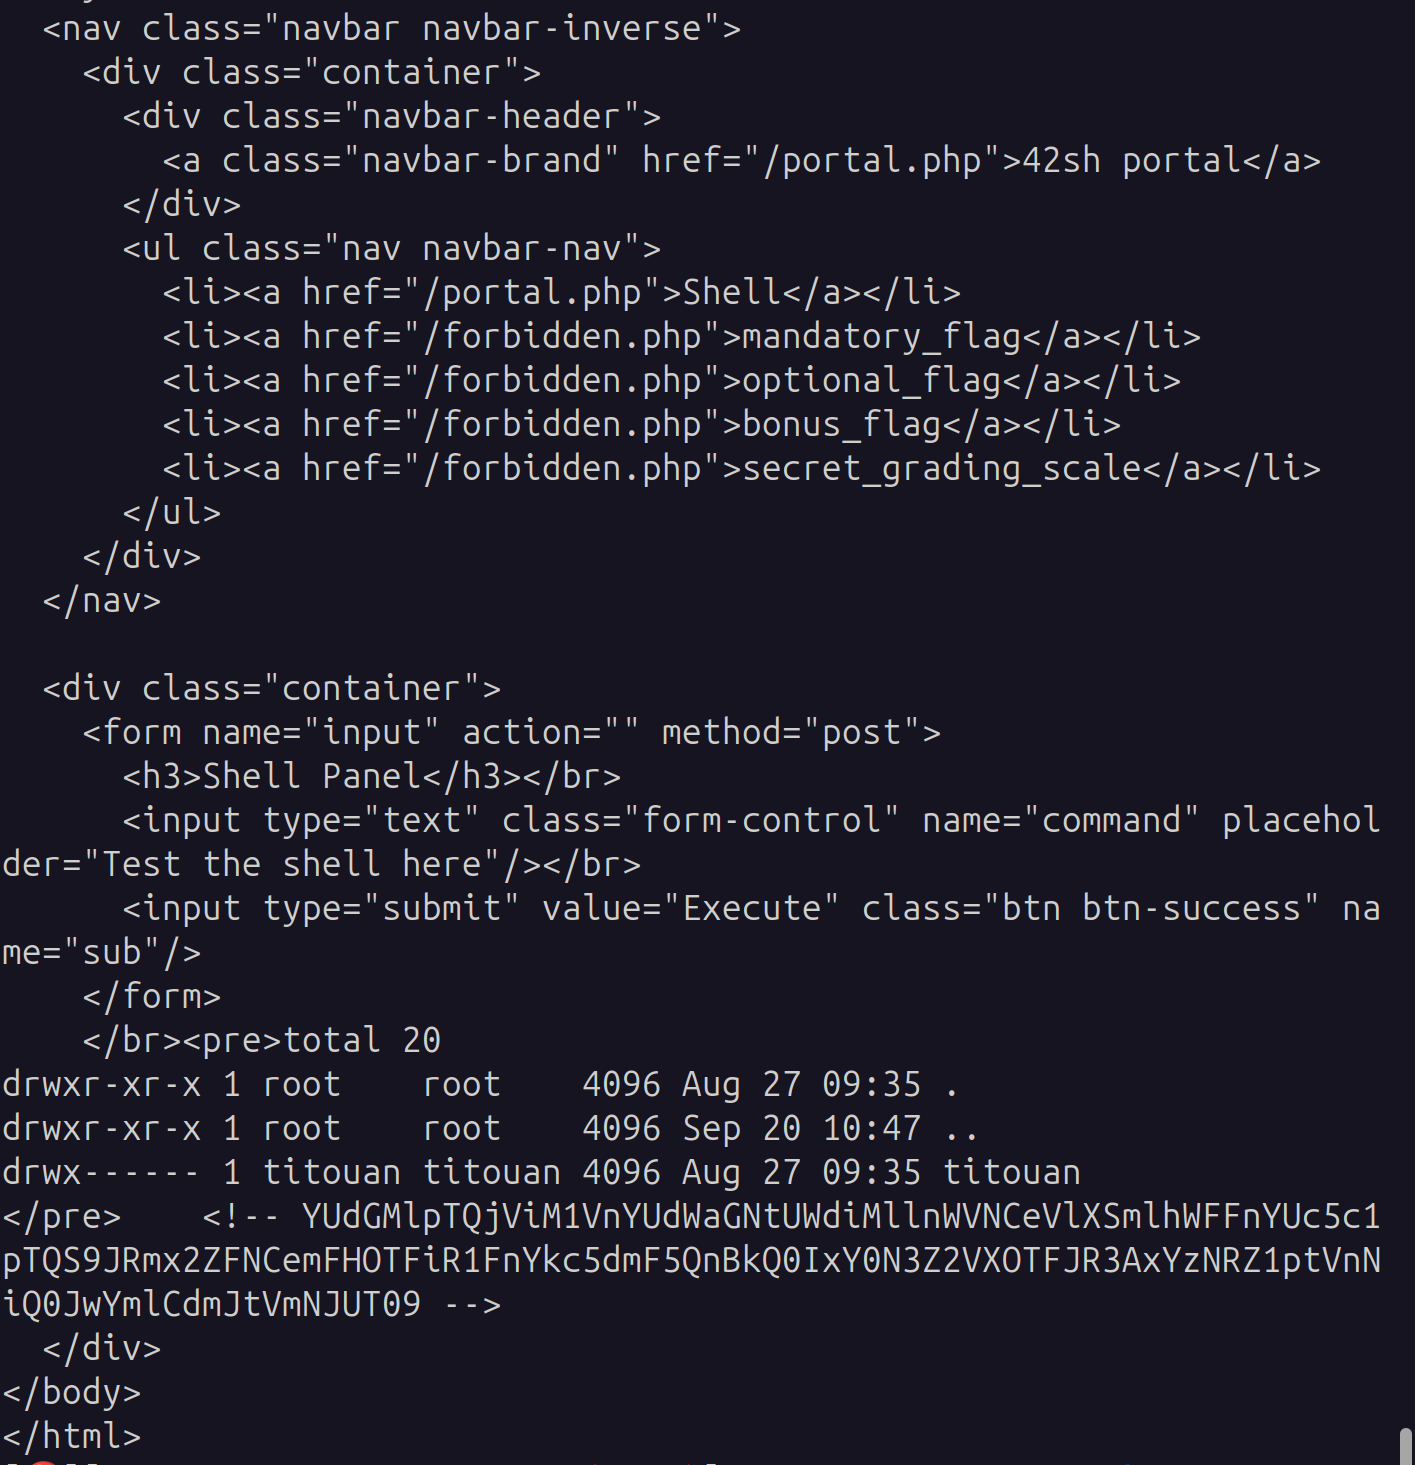 <nav class="navbar navbar-inverse">
    <div class="container">
      <div class="navbar-header">
        <a class="navbar-brand" href="/portal.php">42sh portal</a>
      </div>
      <ul class="nav navbar-nav">
        <li><a href="/portal.php">Shell</a></li>
        <li><a href="/forbidden.php">mandatory_flag</a></li>
        <li><a href="/forbidden.php">optional_flag</a></li>
        <li><a href="/forbidden.php">bonus_flag</a></li>
        <li><a href="/forbidden.php">secret_grading_scale</a></li>
      </ul>
    </div>
  </nav>

  <div class="container">
    <form name="input" action="" method="post">
      <h3>Shell Panel</h3></br>
      <input type="text" class="form-control" name="command" placehol
der="Test the shell here"/></br>
      <input type="submit" value="Execute" class="btn btn-success" na
me="sub"/>
    </form>
    </br><pre>total 20
drwxr-xr-x 1 root    root    4096 Aug 27 09:35 .
drwxr-xr-x 1 root    root    4096 Sep 20 10:47 ..
drwx------ 1 titouan titouan 4096 Aug 27 09:35 titouan
</pre>    <!-- YUdGMlpTQjViM1VnYUdWaGNtUWdiMllnWVNCeVlXSmlhWFFnYUc5c1
pTQS9JRmx2ZFNCemFHOTFiR1FnYkc5dmF5QnBkQ0IxY0N3Z2VXOTFJR3AxYzNRZ1ptVnN
iQ0JwYmlCdmJtVmNJUT09 -->
  </div>
</body>
</html>